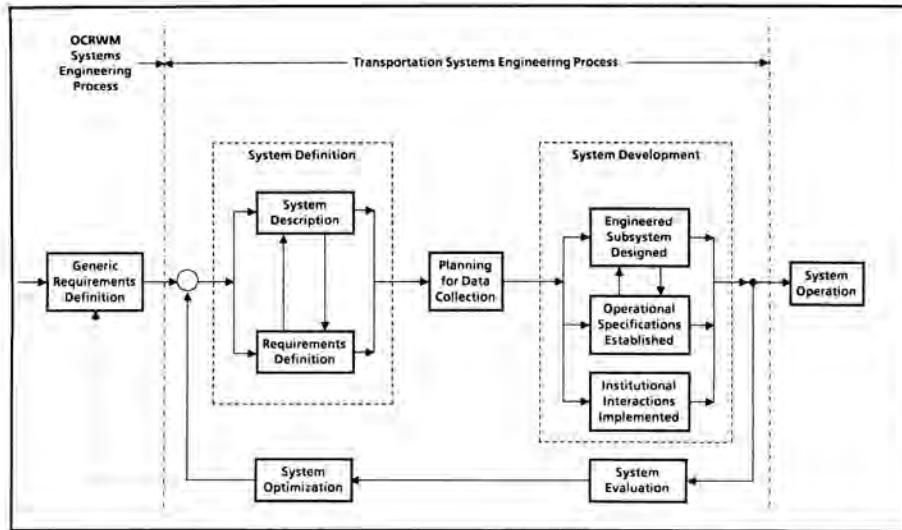 OCRWM
Systems
Engineering
Process
Transportation Systems Engineering Process
System Definition
System Development
System
Description
Engineered
Subsystem
Designed
Generic
Requirements
Definition
Planning
for Data
Collection
System
Operation
Requirements
Definition
Operational
Specifications
Established
Institutional
Interactions
Implemented
System
Optimization
System
Evaluation